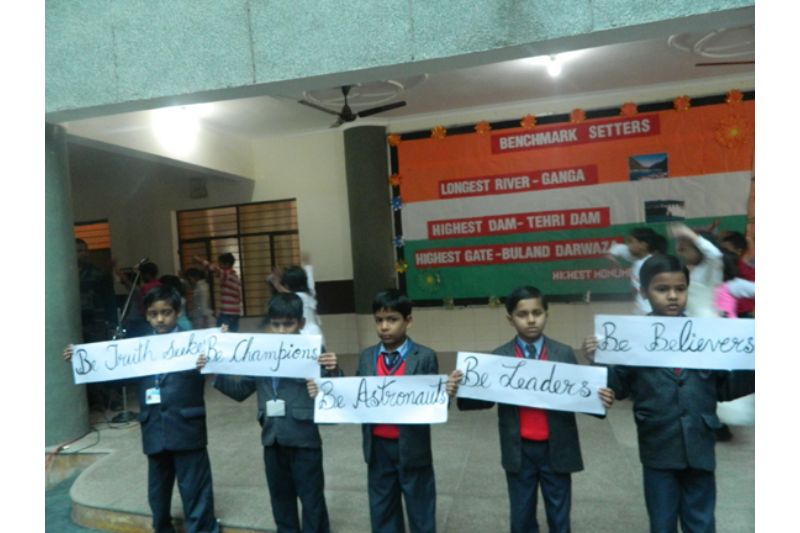 BENCHMARK SETTERS
LONGEST RIVER - GANGA
HIGHEST DAM - TEHRI DAM
HIGHEST GATE - BULAND DARWAZA
HIGHEST
Be Truth
Be Champions
Be Astronauts
Be Leaders
Be Believers